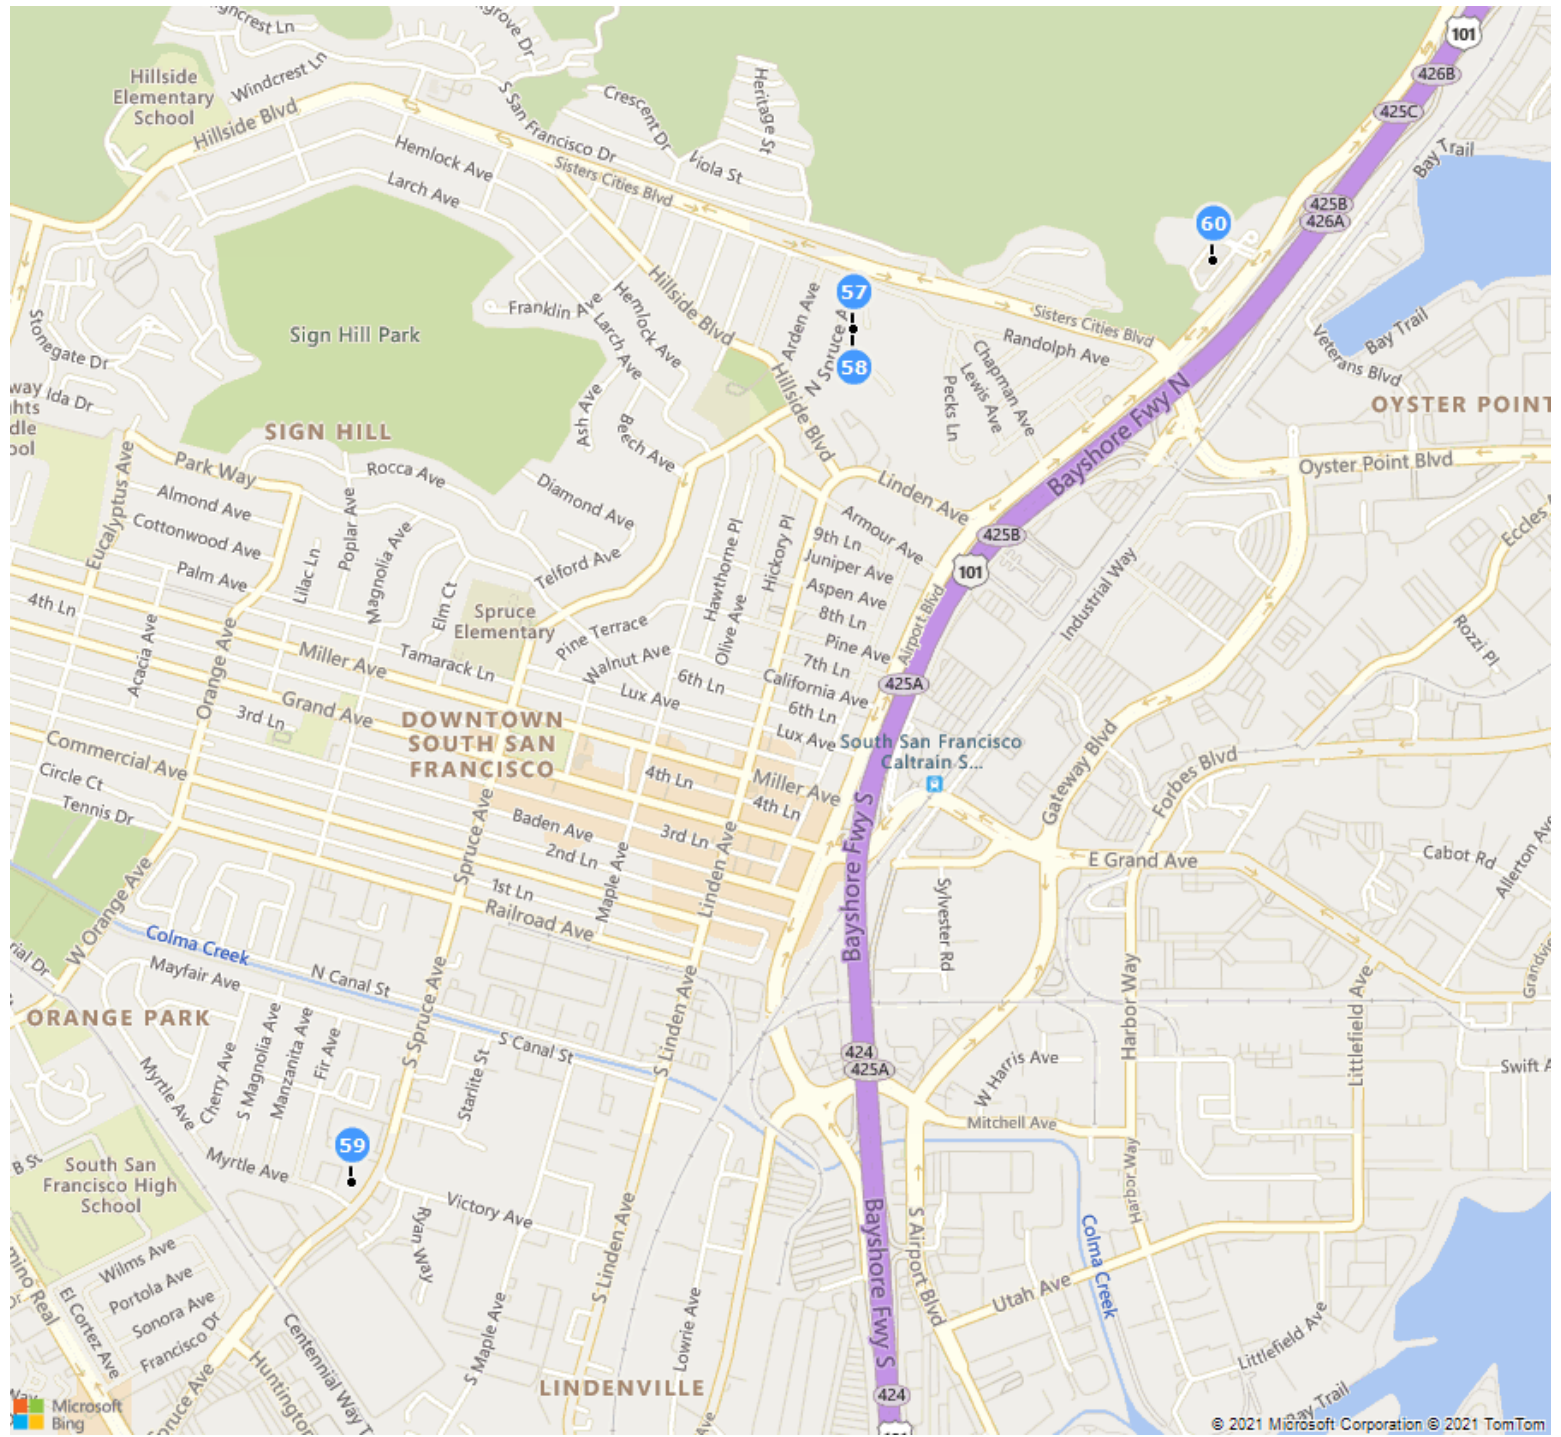 Hillside
Elementary
School
Windcrest Ln
Hillside Blvd
S San Francisco Dr
Crescent Dr
Heritage St
Viola St
Sisters Cities Blvd
Hemlock Ave
Larch Ave
101
426B
425C
Bay Trail
425B
426A
60
57
58
Sign Hill Park
Franklin Ave
Hemlock Ave
Larch Ave
Hillside Blvd
Arden Ave
Hillside Blvd
Sisters Cities Blvd
Randolph Ave
Chapman Ave
Lewis Ave
Pecks Ln
Bay Trail
Veterans Blvd
Stonegate Dr
Ida Dr
SIGN HILL
Ash Ave
Beech Ave
OYSTER POINT
Bayshore Fwy N
Oyster Point Blvd
Park Way
Rocca Ave
Diamond Ave
Linden Ave
Eucalyptus Ave
Almond Ave
Cottonwood Ave
Palm Ave
Lilac Ln
Poplar Ave
Magnolia Ave
Elm Ct
Telford Ave
Hawthorne Pl
Hickory Pl
Olive Ave
Armour Ave
9th Ln
Juniper Ave
Aspen Ave
8th Ln
Pine Ave
7th Ln
California Ave
6th Ln
Lux Ave
425B
101
Airport Blvd
425A
Industrial Way
Rozzi Pl
4th Ln
Acacia Ave
Orange Ave
Spruce
Elementary
Pine Terrace
Walnut Ave
6th Ln
Lux Ave
Miller Ave
Tamarack Ln
Grand Ave
3rd Ln
Commercial Ave
Circle Ct
Tennis Dr
DOWNTOWN
SOUTH SAN
FRANCISCO
South San Francisco
Caltrain S...
4th Ln
Miller Ave
4th Ln
Baden Ave
3rd Ln
2nd Ln
1st Ln
Railroad Ave
Spruce Ave
Maple Ave
Linden Ave
Bayshore Fwy S
Gateway Blvd
Forbes Blvd
E Grand Ave
Cabot Rd
Allerton Ave
Sylvester Rd
W Orange Ave
Colma Creek
Mayfair Ave
N Canal St
S Canal St
ORANGE PARK
S Spruce Ave
S Linden Ave
S Linden Ave
Harbor Way
Littlefield Ave
Myrtle Ave
Cherry Ave
S Magnolia Ave
Manzanita Ave
Fir Ave
Starlite St
424
425A
W Harris Ave
Mitchell Ave
Harbor Way
59
B St
South San
Francisco High
School
Myrtle Ave
Victory Ave
Ryan Way
S Linden Ave
Bayshore Fwy S
S Airport Blvd
Colma Creek
Utah Ave
Littlefield Ave
Wilms Ave
Portola Ave
Sonora Ave
Francisco Dr
El Cortez Ave
Centennial Way T
Huntington
S Maple Ave
Lowrie Ave
LINDENVILLE
424
Bay Trail
Microsoft
Bing
© 2021 Microsoft Corporation © 2021 TomTom